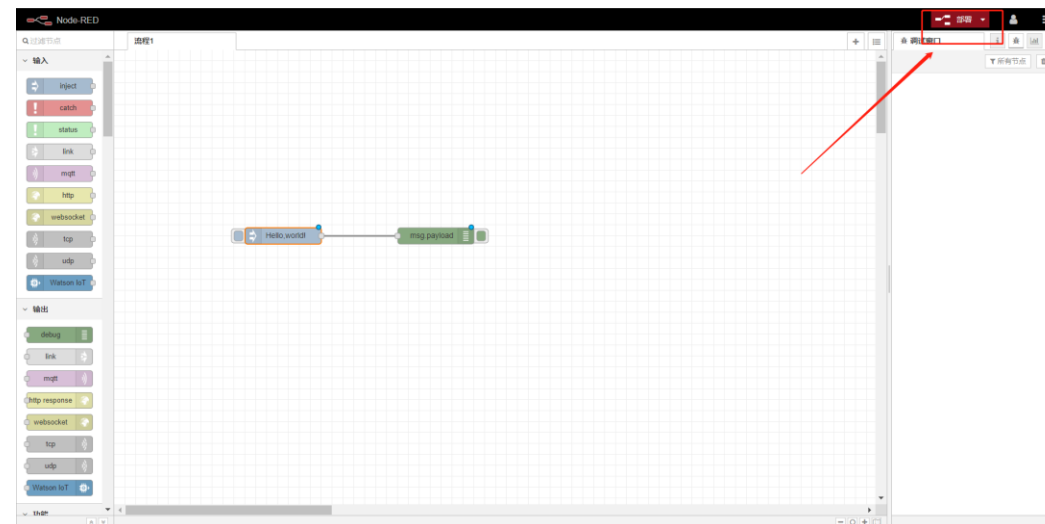 Node-RED
部署
过滤节点
流程1
调试窗口
所有节点
输入
inject
catch
status
link
mqtt
http
websocket
tcp
udp
Watson IoT
Hello,world!
msg.payload
输出
debug
link
mqtt
http response
websocket
tcp
udp
Watson IoT
功能